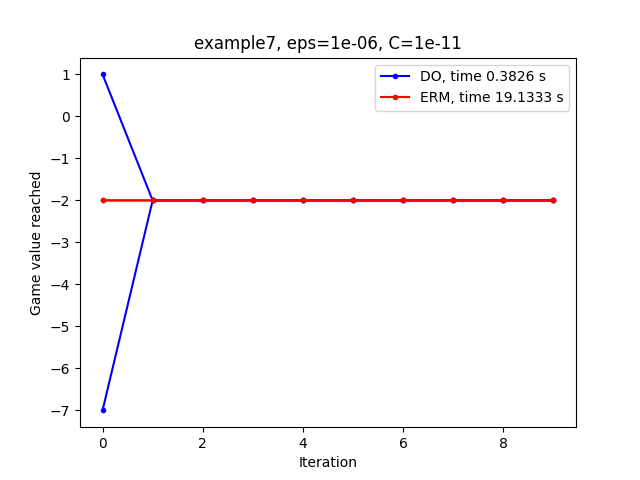 example7, eps=1e-06, C=1e-11
DO, time 0.3826 s
ERM, time 19.1333 s
Game value reached
1
0
−1
−2
−3
−4
−5
−6
−7
0 2 4 6 8
Iteration